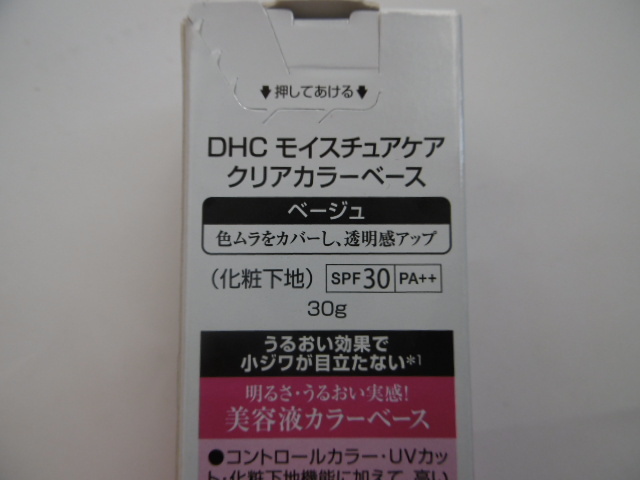 ↓押してあける↓
DHC モイスチュアケア
クリアカラーベース
ベージュ
色ムラをカバーし、透明感アップ
(化粧下地) SPF30 PA++
30g
うるおい効果で
小ジワが目立たない*1
明るさ・うるおい実感!
美容液カラーベース
●コントロールカラー・UVカッ
ト・化粧下地機能に加えて、高い